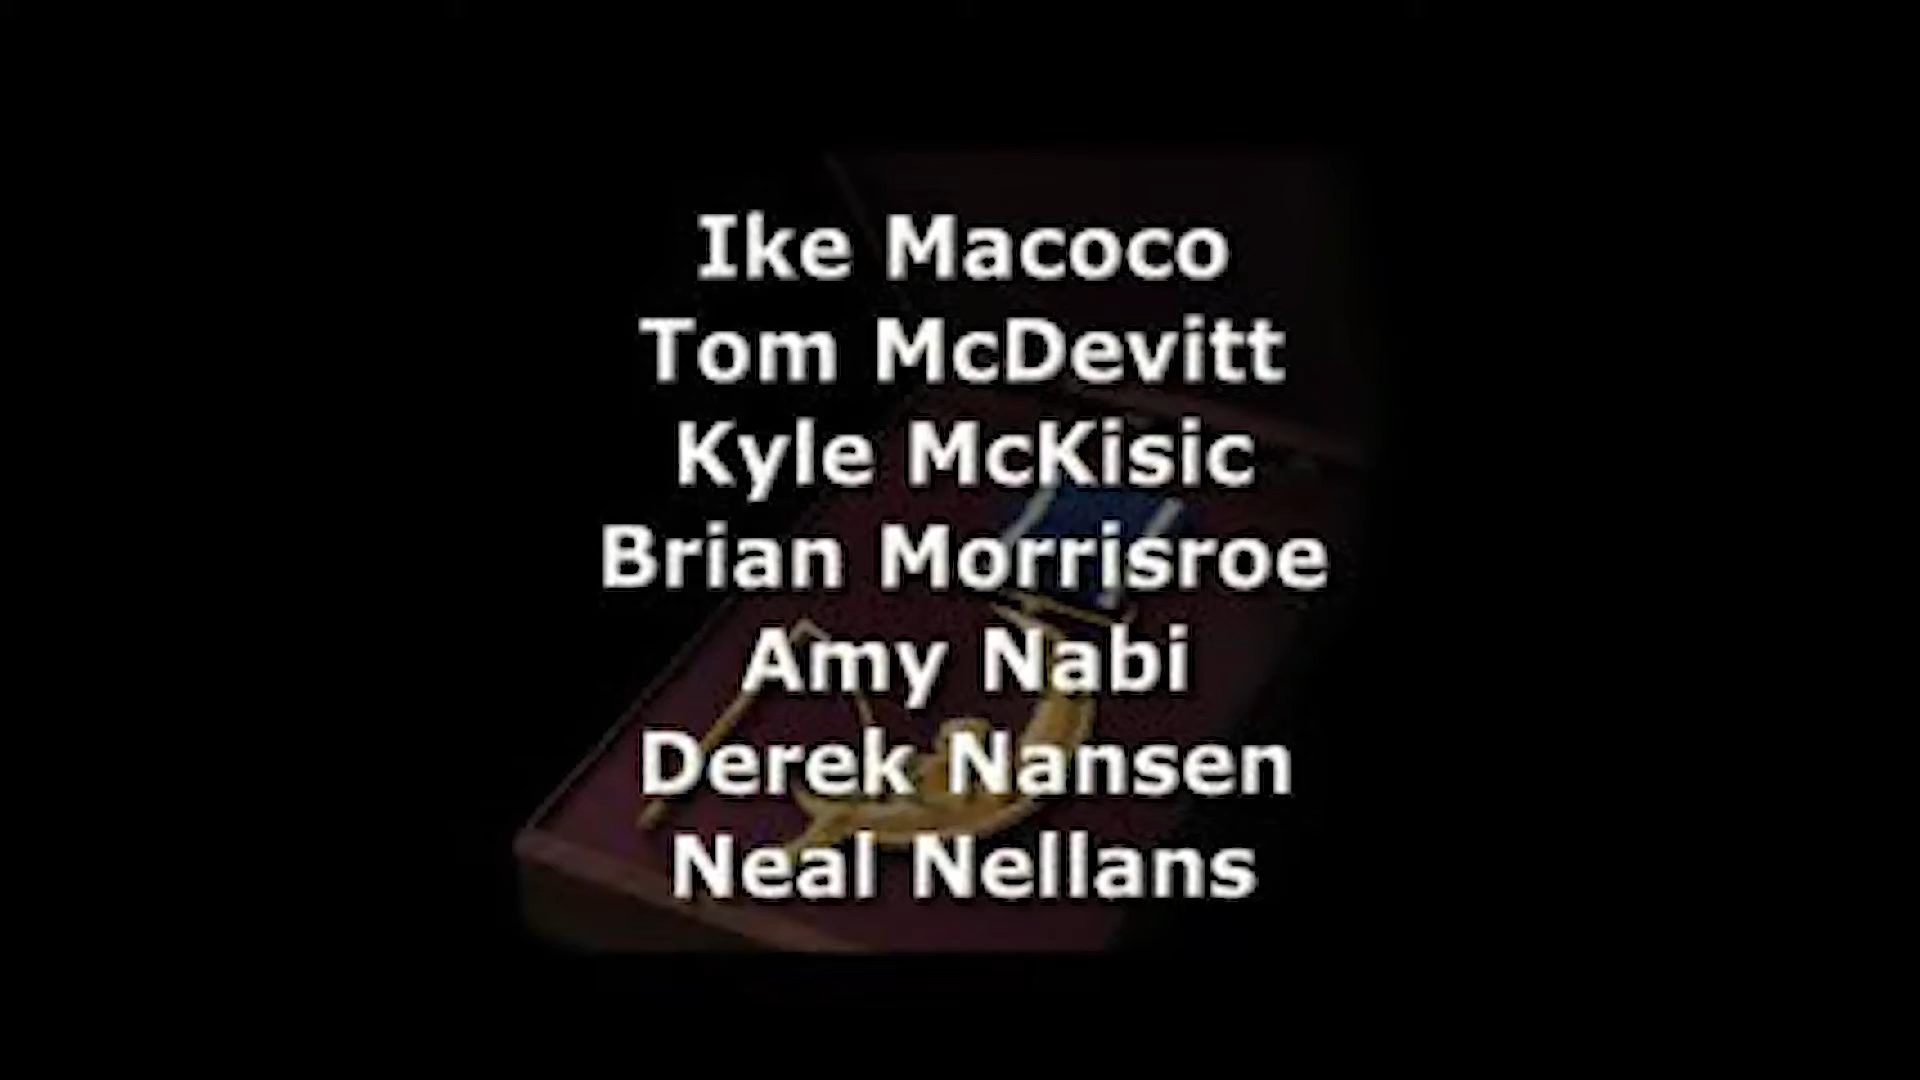 Ike Macoco
Tom McDevitt
Kyle McKisic
Brian Morrisroe
Amy Nabi
Derek Nansen
Neal Nellans